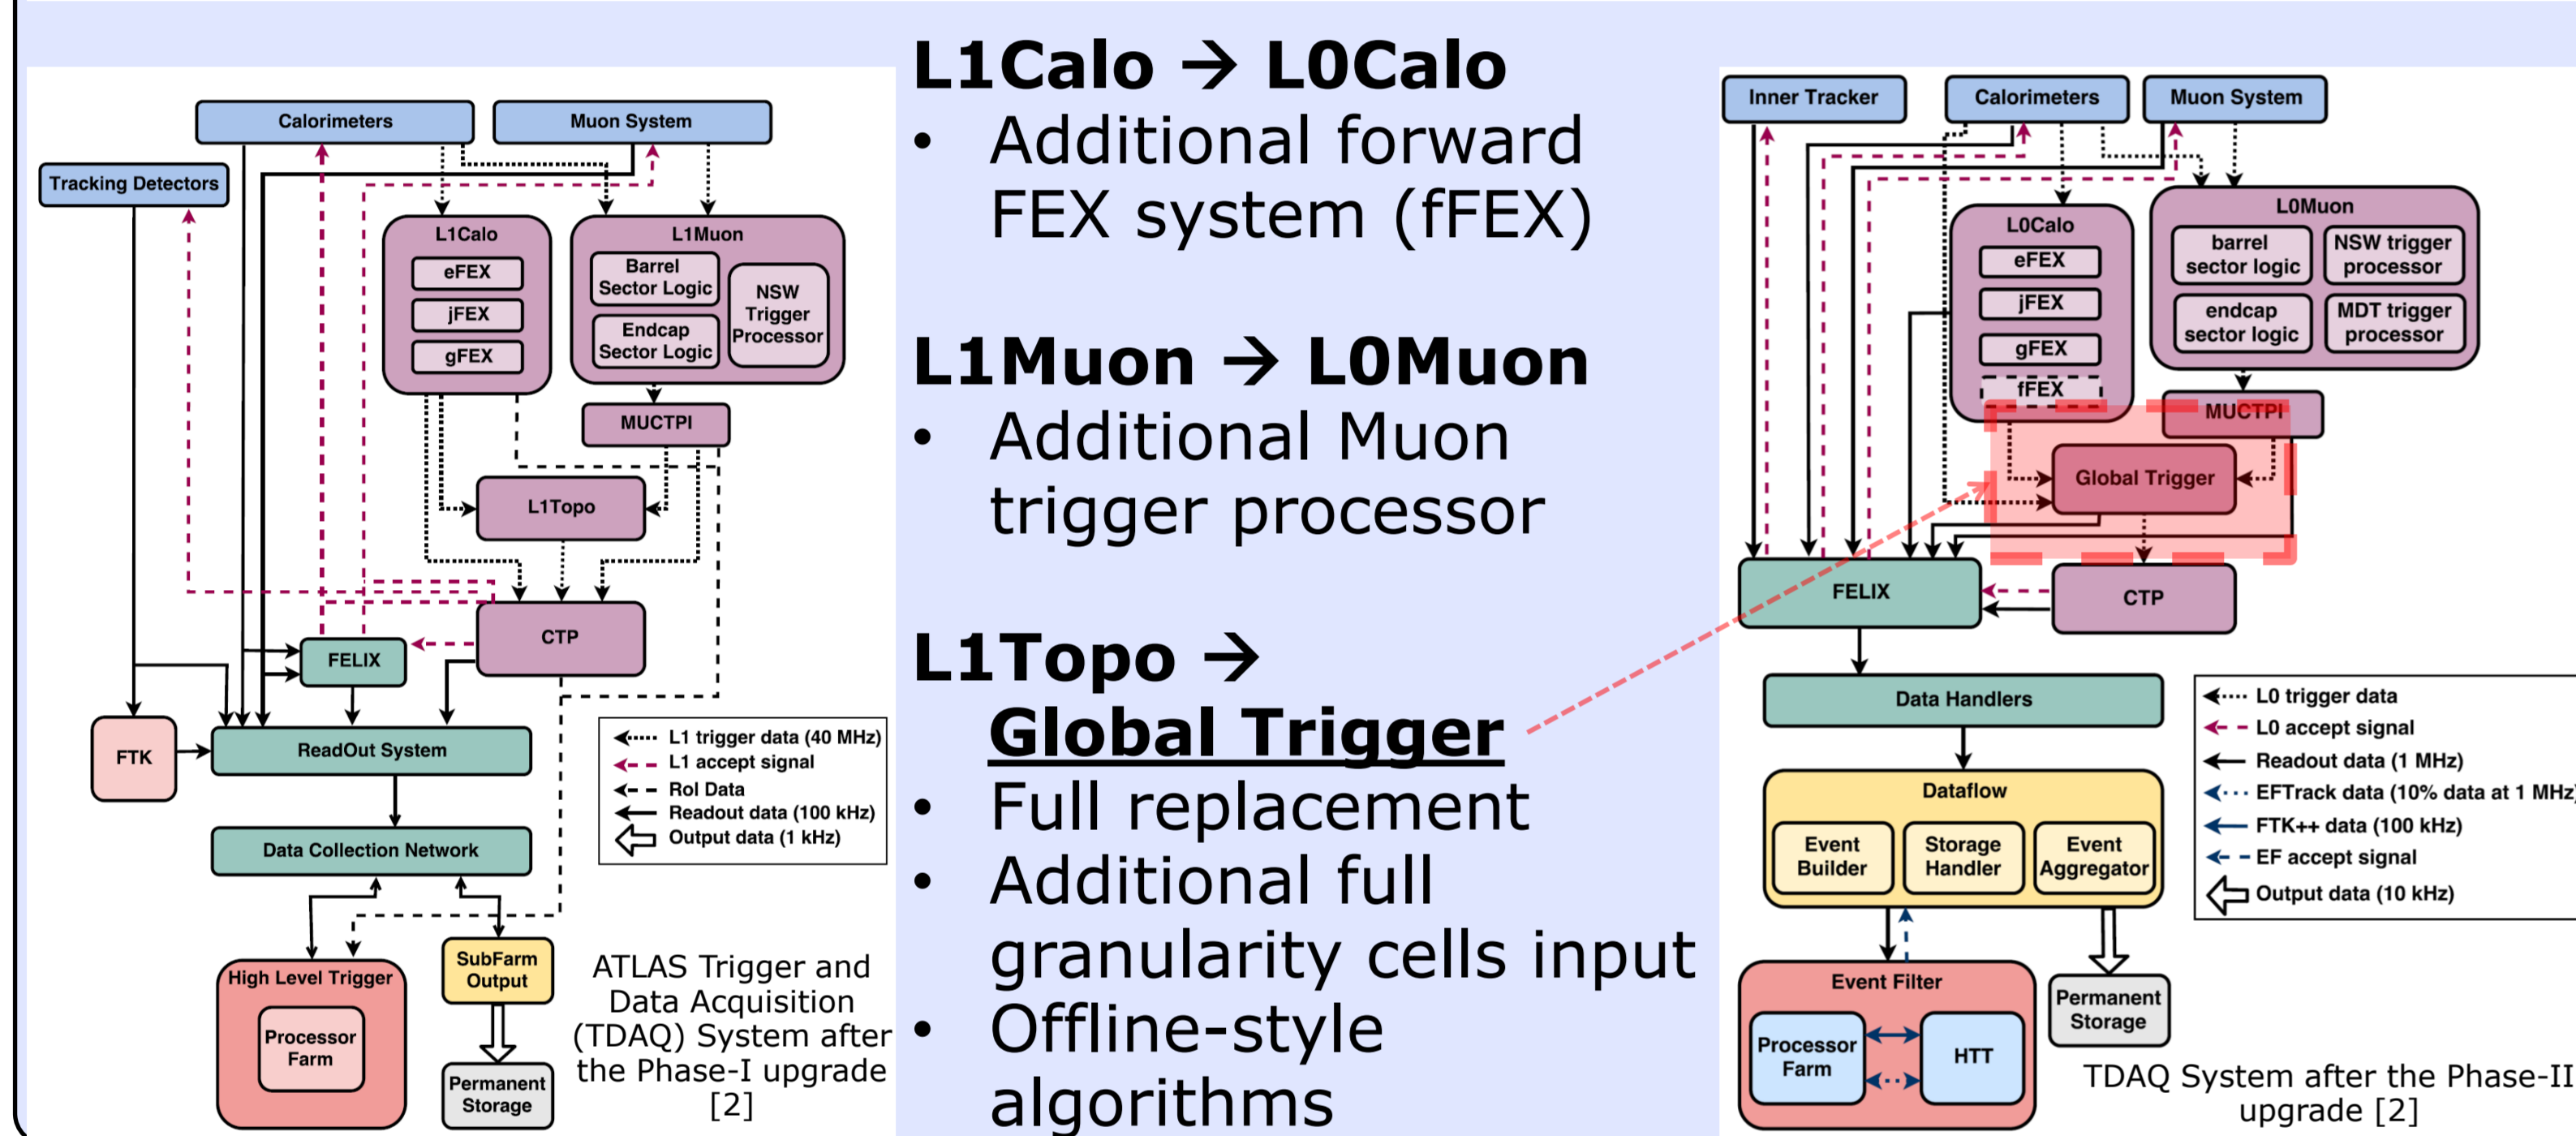 Calorimeters
Muon System
Tracking Detectors
L1Calo
eFEX
jFEX
gFEX
L1Muon
Barrel
Sector Logic
Endcap
Sector Logic
NSW
Trigger
Processor
MUCTPI
L1Topo
CTP
FELIX
FTK
ReadOut System
Data Collection Network
High Level Trigger
Processor
Farm
SubFarm
Output
Permanent
Storage
L1 trigger data (40 MHz)
L1 accept signal
RoI Data
Readout data (100 kHz)
Output data (1 kHz)
ATLAS Trigger and
Data Acquisition
(TDAQ) System after
the Phase-I upgrade
[2]
L1Calo → L0Calo
• Additional forward
FEX system (fFEX)
L1Muon → L0Muon
• Additional Muon
trigger processor
L1Topo →
Global Trigger
• Full replacement
• Additional full
granularity cells input
• Offline-style
algorithms
Inner Tracker
Calorimeters
Muon System
L0Calo
eFEX
jFEX
gFEX
fFEX
L0Muon
barrel
sector logic
NSW trigger
processor
endcap
sector logic
MDT trigger
processor
MUCTPI
Global Trigger
FELIX
CTP
Data Handlers
Dataflow
Event
Builder
Storage
Handler
Event
Aggregator
Event Filter
Processor
Farm
HTT
Permanent
Storage
L0 trigger data
L0 accept signal
Readout data (1 MHz)
EFTrack data (10% data at 1 MHz)
FTK++ data (100 kHz)
EF accept signal
Output data (10 kHz)
TDAQ System after the Phase-II
upgrade [2]